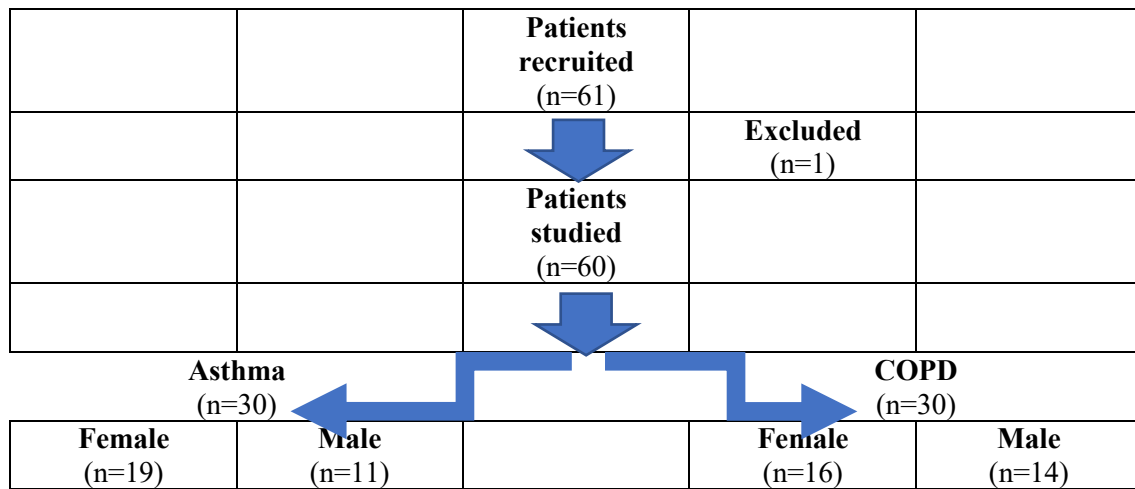 Patients
recruited
(n=61)
Excluded
(n=1)
Patients
studied
(n=60)
Asthma
(n=30)
COPD
(n=30)
Female
(n=19)
Male
(n=11)
Female
(n=16)
Male
(n=14)